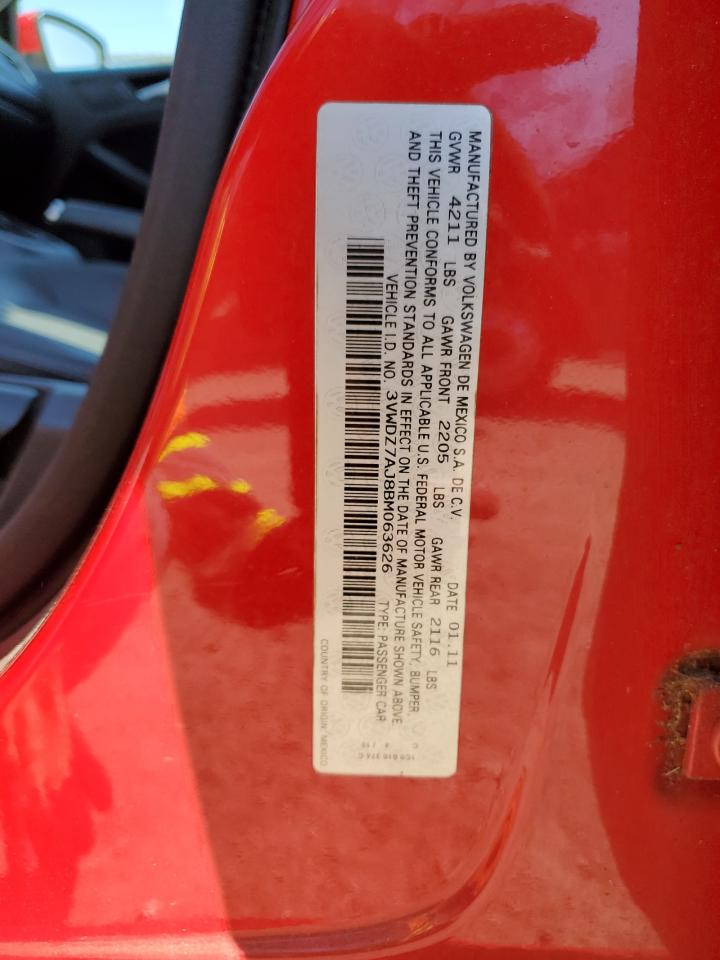 MANUFACTURED BY VOLKSWAGEN DE MEXICO S.A. DE C.V. DATE 01.11
GVWR 4211 LBS GAWR FRONT 2205 LBS GAWR REAR 2116 LBS
THIS VEHICLE CONFORMS TO ALL APPLICABLE U.S. FEDERAL MOTOR VEHICLE SAFETY, BUMPER,
AND THEFT PREVENTION STANDARDS IN EFFECT ON THE DATE OF MANUFACTURE SHOWN ABOVE
VEHICLE I.D. NO. 3VWDZ7AJ8BM063626 TYPE: PASSENGER CAR
COUNTRY OF ORIGIN: MEXICO